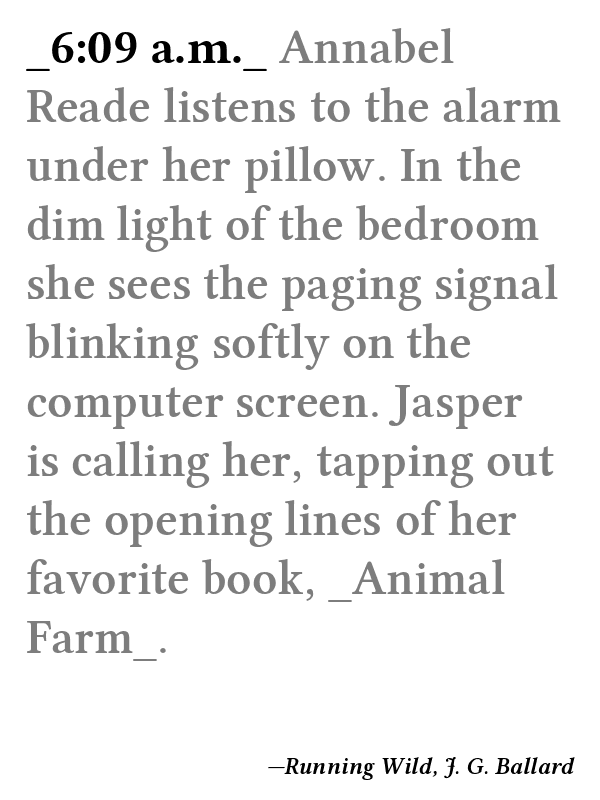 _6:09 a.m._ Annabel
Reade listens to the alarm
under her pillow. In the
dim light of the bedroom
she sees the paging signal
blinking softly on the
computer screen. Jasper
is calling her, tapping out
the opening lines of her
favorite book, _Animal
Farm_.
—Running Wild, J. G. Ballard